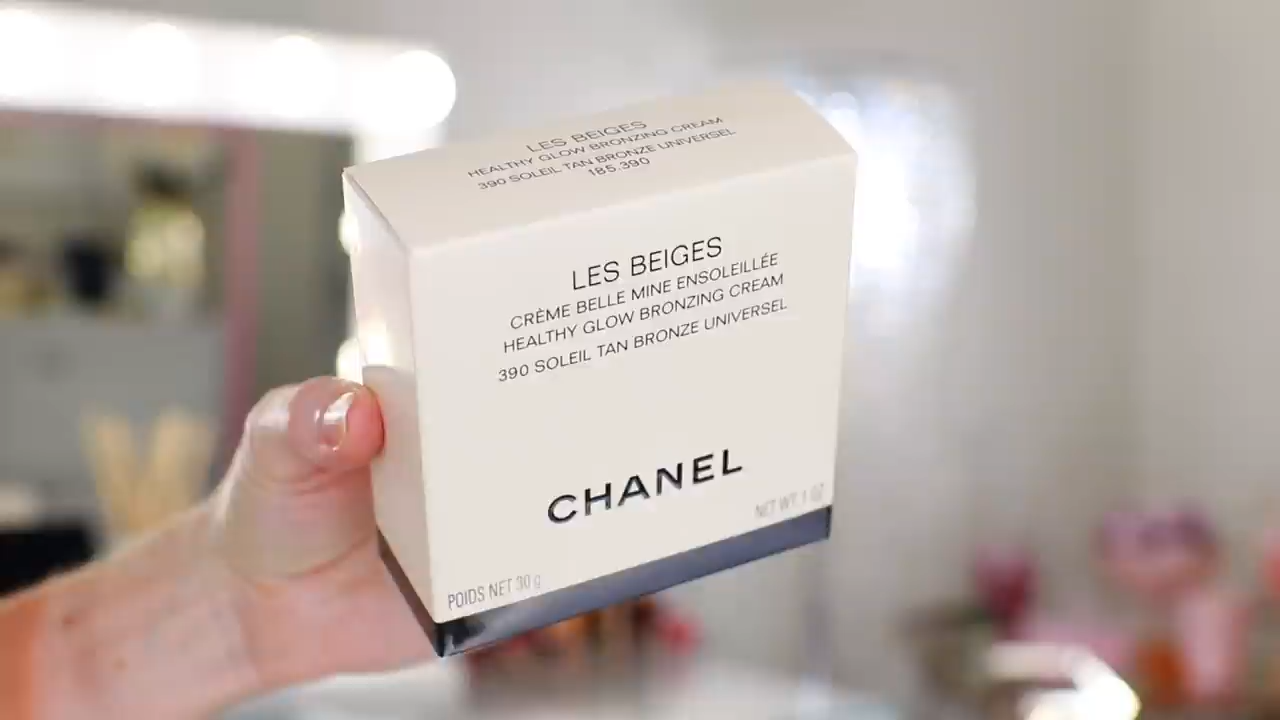 LES BEIGES
HEALTHY GLOW BRONZING CREAM
390 SOLEIL TAN BRONZE UNIVERSEL
185.390
LES BEIGES
CRÈME BELLE MINE ENSOLEILLÉE
HEALTHY GLOW BRONZING CREAM
390 SOLEIL TAN BRONZE UNIVERSEL
CHANEL
NET WT. 1 OZ
POIDS NET 30 g